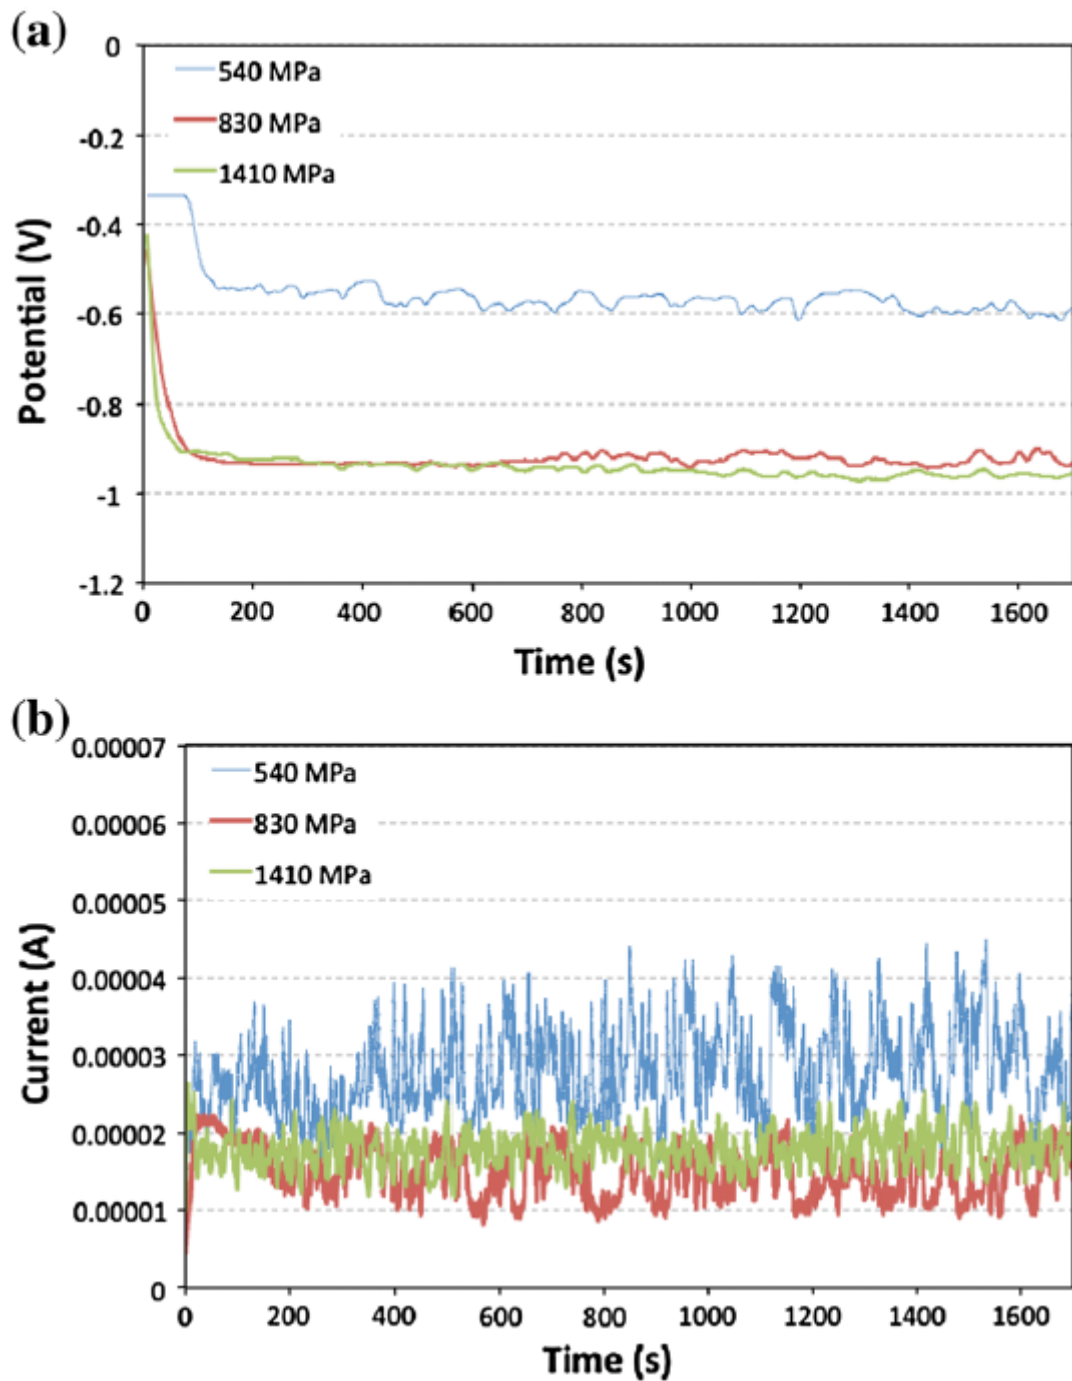 (a)
0
-0.2
-0.4
-0.6
-0.8
-1
-1.2
540 MPa
830 MPa
1410 MPa
Potential (V)
0 200 400 600 800 1000 1200 1400 1600
Time (s)
(b)
0.00007
0.00006
0.00005
0.00004
0.00003
0.00002
0.00001
0
540 MPa
830 MPa
1410 MPa
Current (A)
0 200 400 600 800 1000 1200 1400 1600
Time (s)